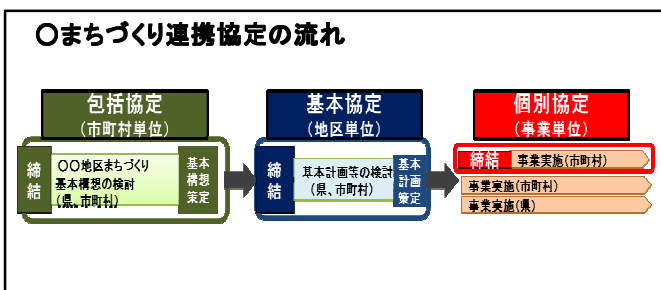 ○まちづくり連携協定の流れ
包括協定
(市町村単位)
締結
○○地区まちづくり
基本構想の検討
(県、市町村)
基本構想策定
基本協定
(地区単位)
締結
基本計画等の検討
(県、市町村)
基本計画策定
個別協定
(事業単位)
締結 事業実施(市町村)
事業実施(市町村)
事業実施(県)